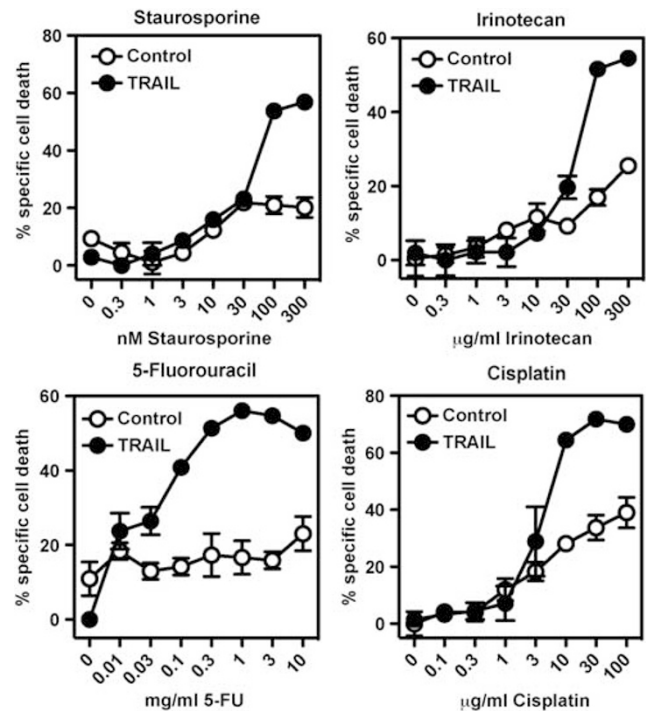 Staurosporine
Control
TRAIL
% specific cell death
80
60
40
20
0
0 0.3 1 3 10 30 100 300
nM Staurosporine
Irinotecan
Control
TRAIL
% specific cell death
60
40
20
0
0 0.3 1 3 10 30 100 300
µg/ml Irinotecan
5-Fluorouracil
Control
TRAIL
% specific cell death
60
40
20
0
0 0.01 0.03 0.1 0.3 1 3 10
mg/ml 5-FU
Cisplatin
Control
TRAIL
% specific cell death
80
60
40
20
0
0 0.1 0.3 1 3 10 30 100
µg/ml Cisplatin